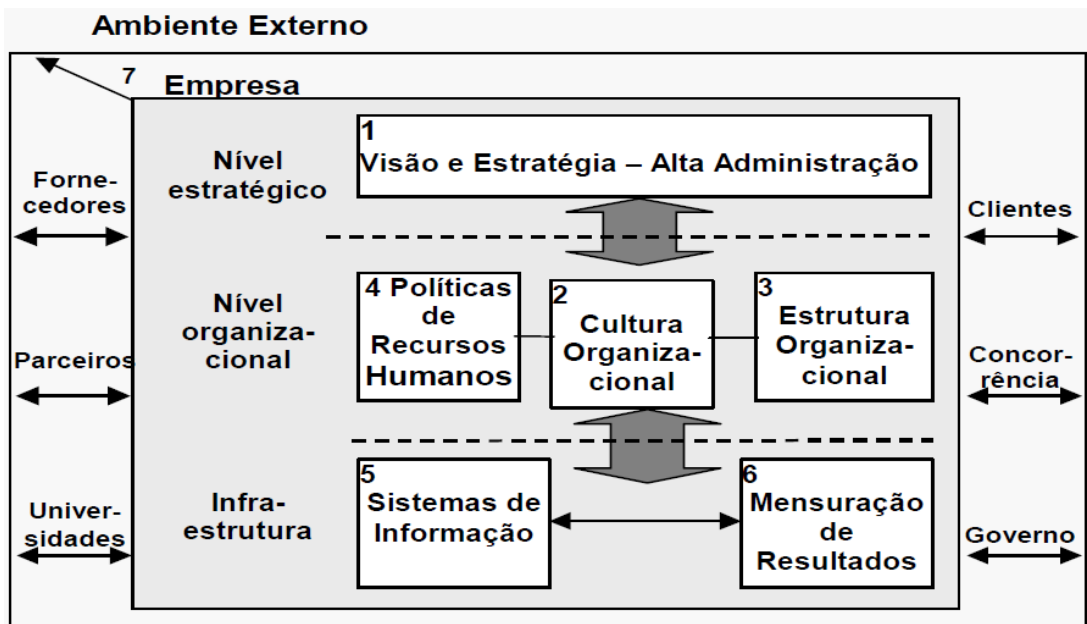 Ambiente Externo
7
Empresa
Nível
estratégico
1
Visão e Estratégia – Alta Administração
Forne-
cedores
Clientes
Nível
organiza-
cional
4 Políticas
de
Recursos
Humanos
2
Cultura
Organiza-
cional
3
Estrutura
Organiza-
cional
Parceiros
Concor-
rência
Infra-
estrutura
5
Sistemas de
Informação
6
Mensuração
de
Resultados
Univer-
sidades
Governo